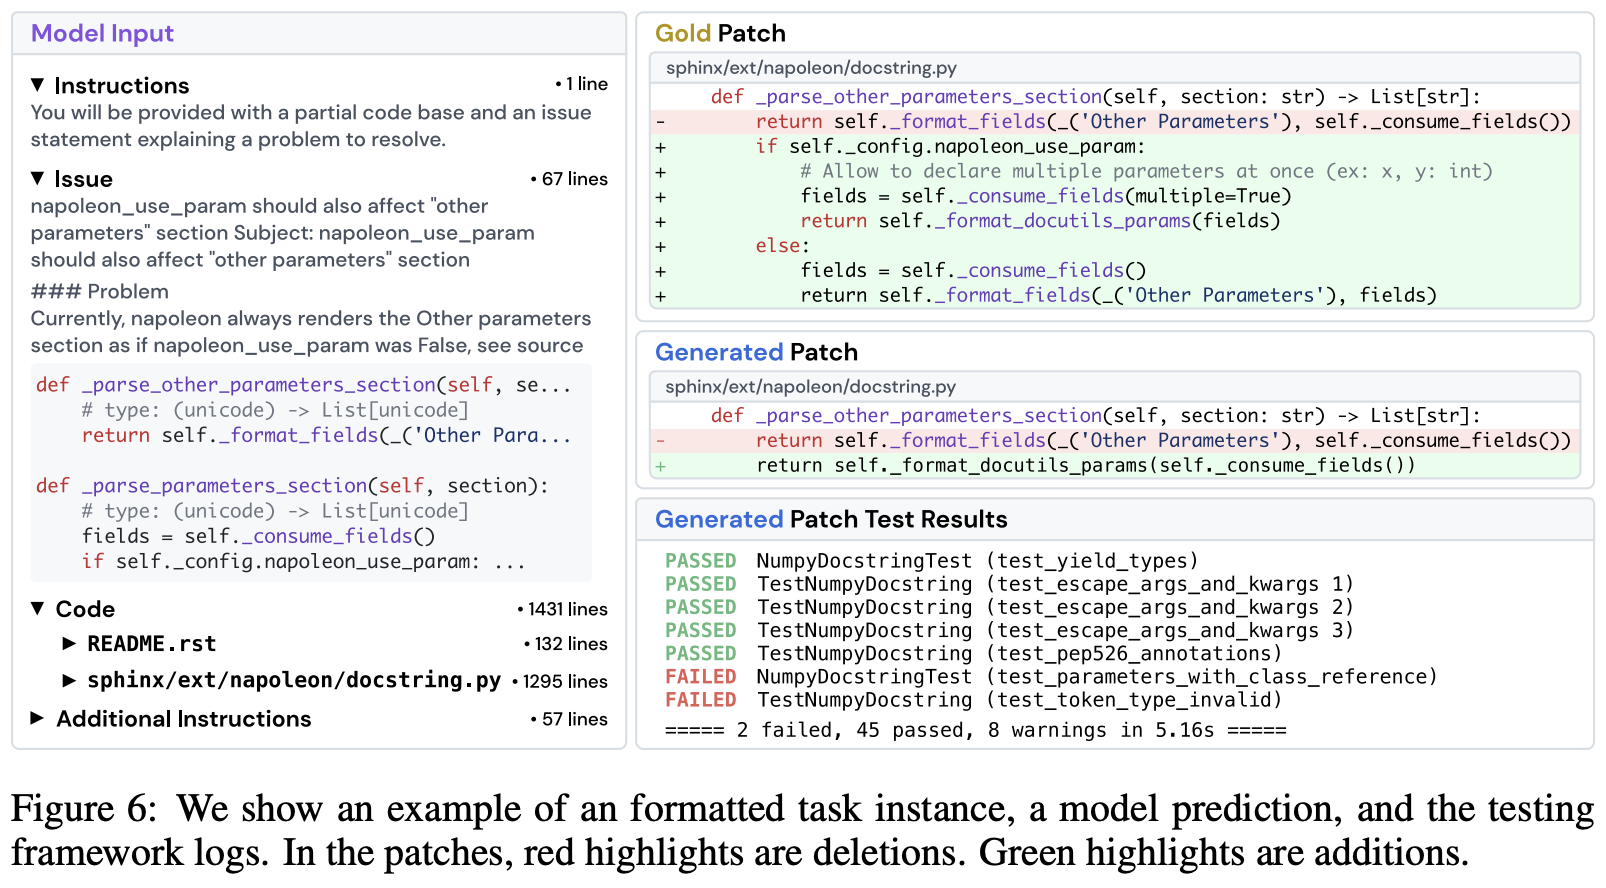 Model Input
▼ Instructions • 1 line
You will be provided with a partial code base and an issue
statement explaining a problem to resolve.
▼ Issue • 67 lines
napoleon_use_param should also affect "other
parameters" section Subject: napoleon_use_param
should also affect "other parameters" section
### Problem
Currently, napoleon always renders the Other parameters
section as if napoleon_use_param was False, see source
def _parse_other_parameters_section(self, se...
    # type: (unicode) -> List[unicode]
    return self._format_fields(_('Other Para...
def _parse_parameters_section(self, section):
    # type: (unicode) -> List[unicode]
    fields = self._consume_fields()
    if self._config.napoleon_use_param: ...
▼ Code • 1431 lines
▶ README.rst • 132 lines
▶ sphinx/ext/napoleon/docstring.py • 1295 lines
▶ Additional Instructions • 57 lines
Gold Patch
sphinx/ext/napoleon/docstring.py
    def _parse_other_parameters_section(self, section: str) -> List[str]:
-        return self._format_fields(_('Other Parameters'), self._consume_fields())
+        if self._config.napoleon_use_param:
+            # Allow to declare multiple parameters at once (ex: x, y: int)
+            fields = self._consume_fields(multiple=True)
+            return self._format_docutils_params(fields)
+        else:
+            fields = self._consume_fields()
+            return self._format_fields(_('Other Parameters'), fields)
Generated Patch
sphinx/ext/napoleon/docstring.py
    def _parse_other_parameters_section(self, section: str) -> List[str]:
-        return self._format_fields(_('Other Parameters'), self._consume_fields())
+        return self._format_docutils_params(self._consume_fields())
Generated Patch Test Results
PASSED NumpyDocstringTest (test_yield_types)
PASSED TestNumpyDocstring (test_escape_args_and_kwargs 1)
PASSED TestNumpyDocstring (test_escape_args_and_kwargs 2)
PASSED TestNumpyDocstring (test_escape_args_and_kwargs 3)
PASSED TestNumpyDocstring (test_pep526_annotations)
FAILED NumpyDocstringTest (test_parameters_with_class_reference)
FAILED TestNumpyDocstring (test_token_type_invalid)
===== 2 failed, 45 passed, 8 warnings in 5.16s =====
Figure 6: We show an example of an formatted task instance, a model prediction, and the testing
framework logs. In the patches, red highlights are deletions. Green highlights are additions.